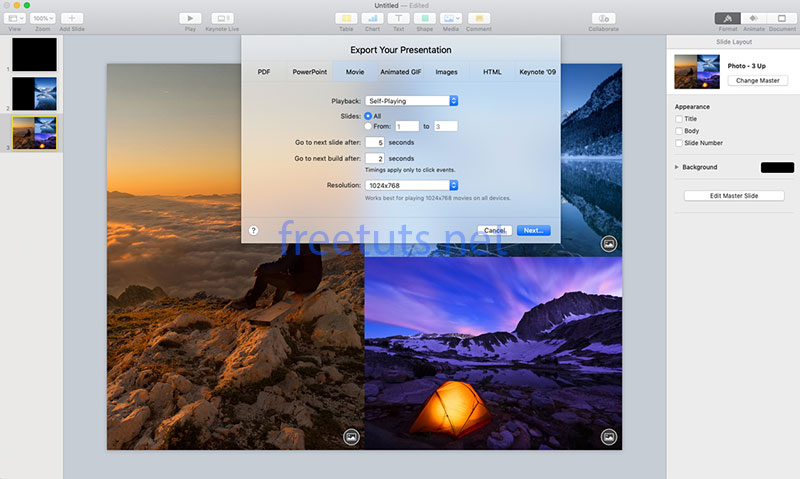 Untitled — Edited
100%
View Zoom Add Slide Play Keynote Live Table Chart Text Shape Media Comment Collaborate Format Animate Document
Export Your Presentation
PDF PowerPoint Movie Animated GIF Images HTML Keynote '09
Playback: Self-Playing
Slides: All
From: 1 to 3
Go to next slide after: 5 seconds
Go to next build after: 2 seconds
Timings apply only to click events.
Resolution: 1024x768
Works best for playing 1024x768 movies on all devices.
? Cancel Next...
freetuts.net
1
2
3
Slide Layout
Photo - 3 Up
Change Master
Appearance
Title
Body
Slide Number
Background
Edit Master Slide